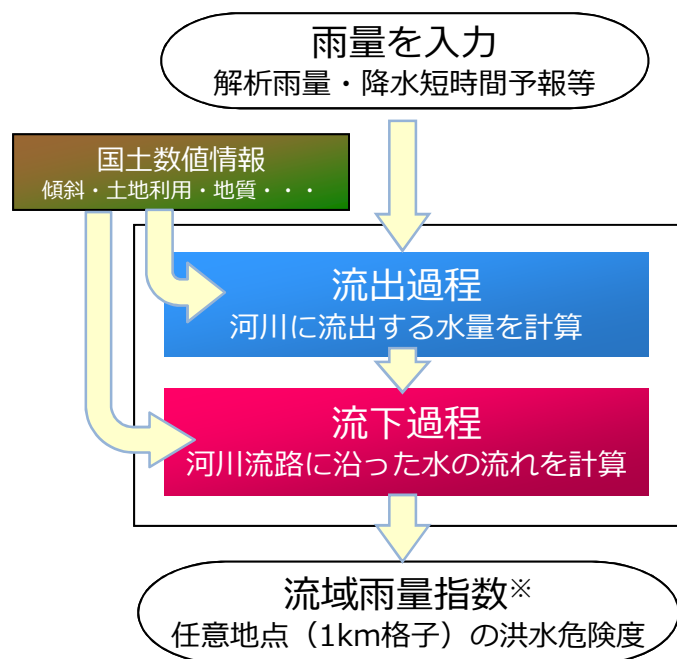 雨量を入力
解析雨量・降水短時間予報等
国土数値情報
傾斜・土地利用・地質・・・
流出過程
河川に流出する水量を計算
流下過程
河川流路に沿った水の流れを計算
流域雨量指数※
任意地点（1km格子）の洪水危険度